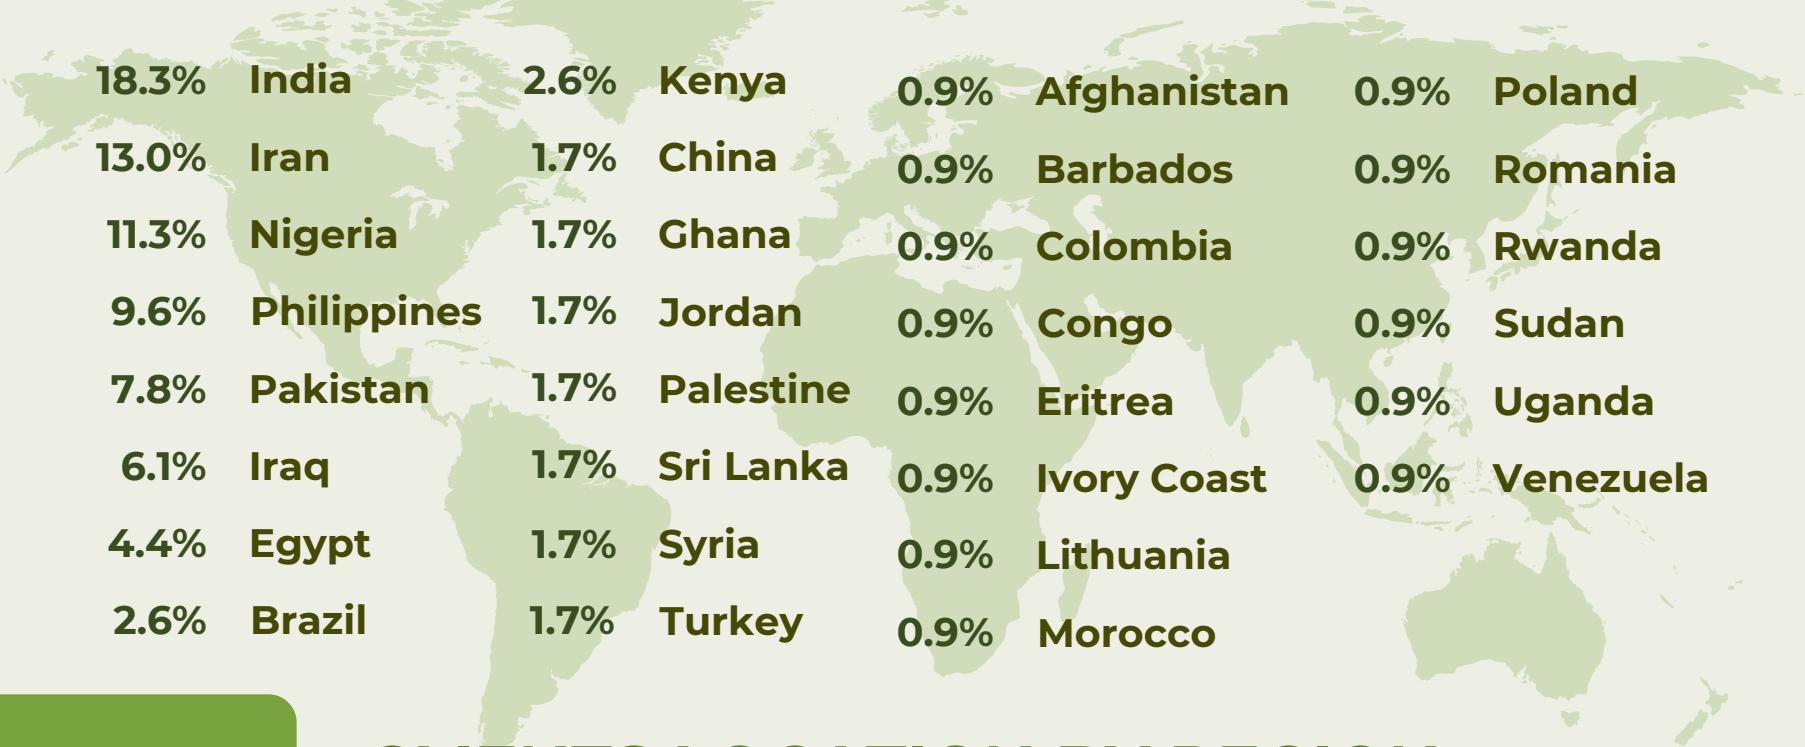 18.3% India
13.0% Iran
11.3% Nigeria
9.6% Philippines
7.8% Pakistan
6.1% Iraq
4.4% Egypt
2.6% Brazil
2.6% Kenya
1.7% China
1.7% Ghana
1.7% Jordan
1.7% Palestine
1.7% Sri Lanka
1.7% Syria
1.7% Turkey
0.9% Afghanistan
0.9% Barbados
0.9% Colombia
0.9% Congo
0.9% Eritrea
0.9% Ivory Coast
0.9% Lithuania
0.9% Morocco
0.9% Poland
0.9% Romania
0.9% Rwanda
0.9% Sudan
0.9% Uganda
0.9% Venezuela